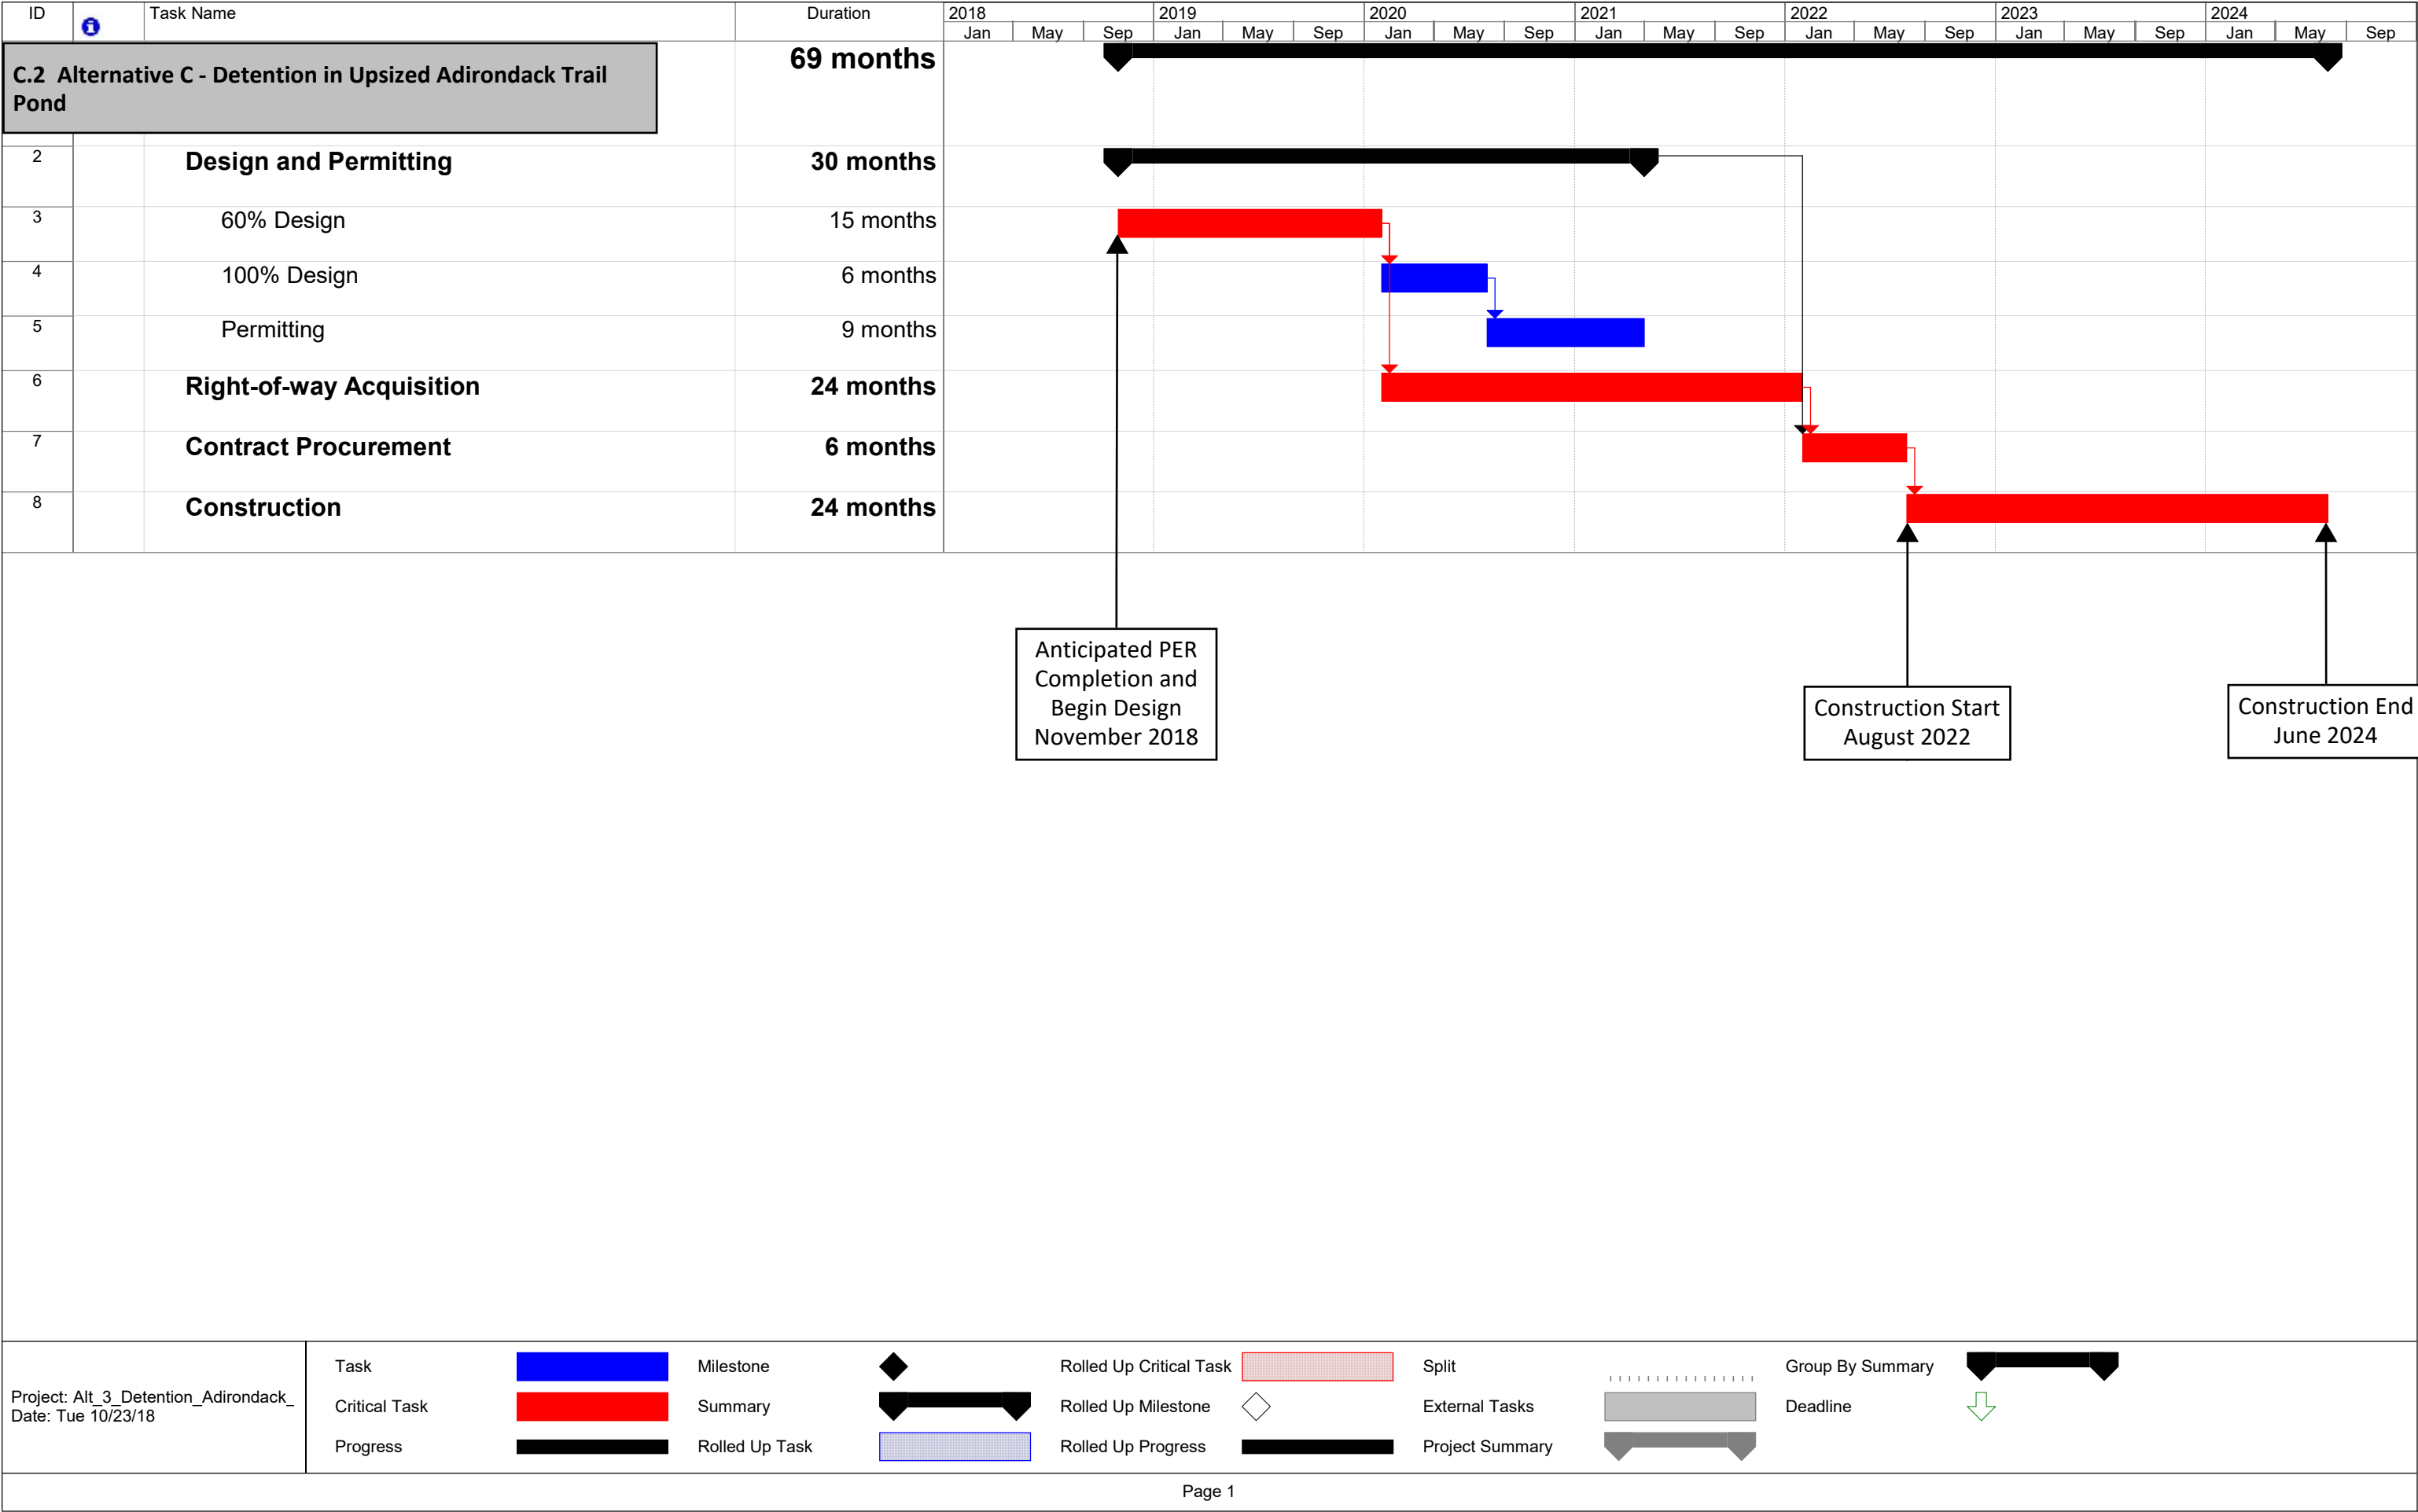 ID Task Name Duration 2018 2019 2020 2021 2022 2023 2024
Jan May Sep Jan May Sep Jan May Sep Jan May Sep Jan May Sep Jan May Sep Jan May Sep
C.2 Alternative C - Detention in Upsized Adirondack Trail
Pond
69 months
2 Design and Permitting 30 months
3 60% Design 15 months
4 100% Design 6 months
5 Permitting 9 months
6 Right-of-way Acquisition 24 months
7 Contract Procurement 6 months
8 Construction 24 months
Anticipated PER
Completion and
Begin Design
November 2018
Construction Start
August 2022
Construction End
June 2024
Project: Alt_3_Detention_Adirondack_
Date: Tue 10/23/18
Task
Critical Task
Progress
Milestone
Summary
Rolled Up Task
Rolled Up Critical Task
Rolled Up Milestone
Rolled Up Progress
Split
External Tasks
Project Summary
Group By Summary
Deadline
Page 1